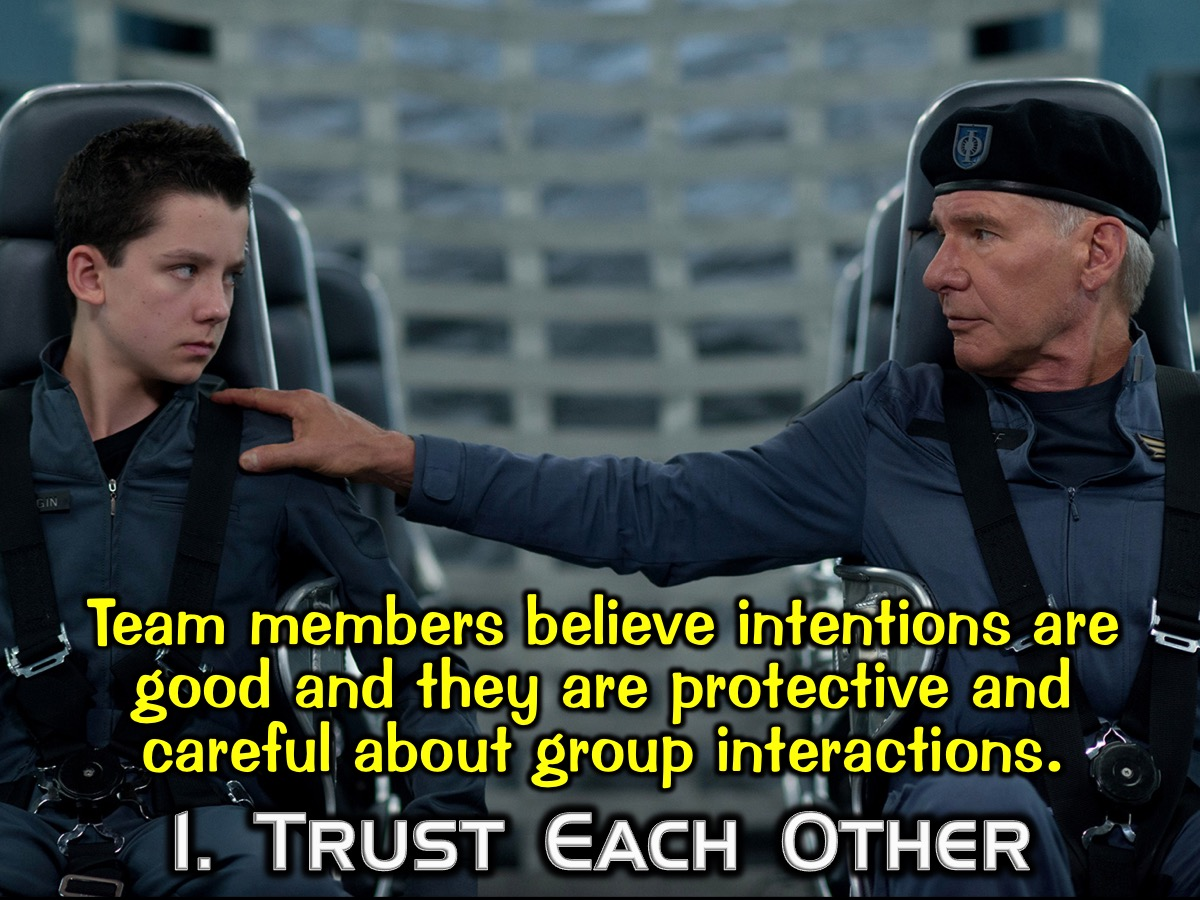 GIN
Team members believe intentions are
good and they are protective and
careful about group interactions.
1. Trust Each Other